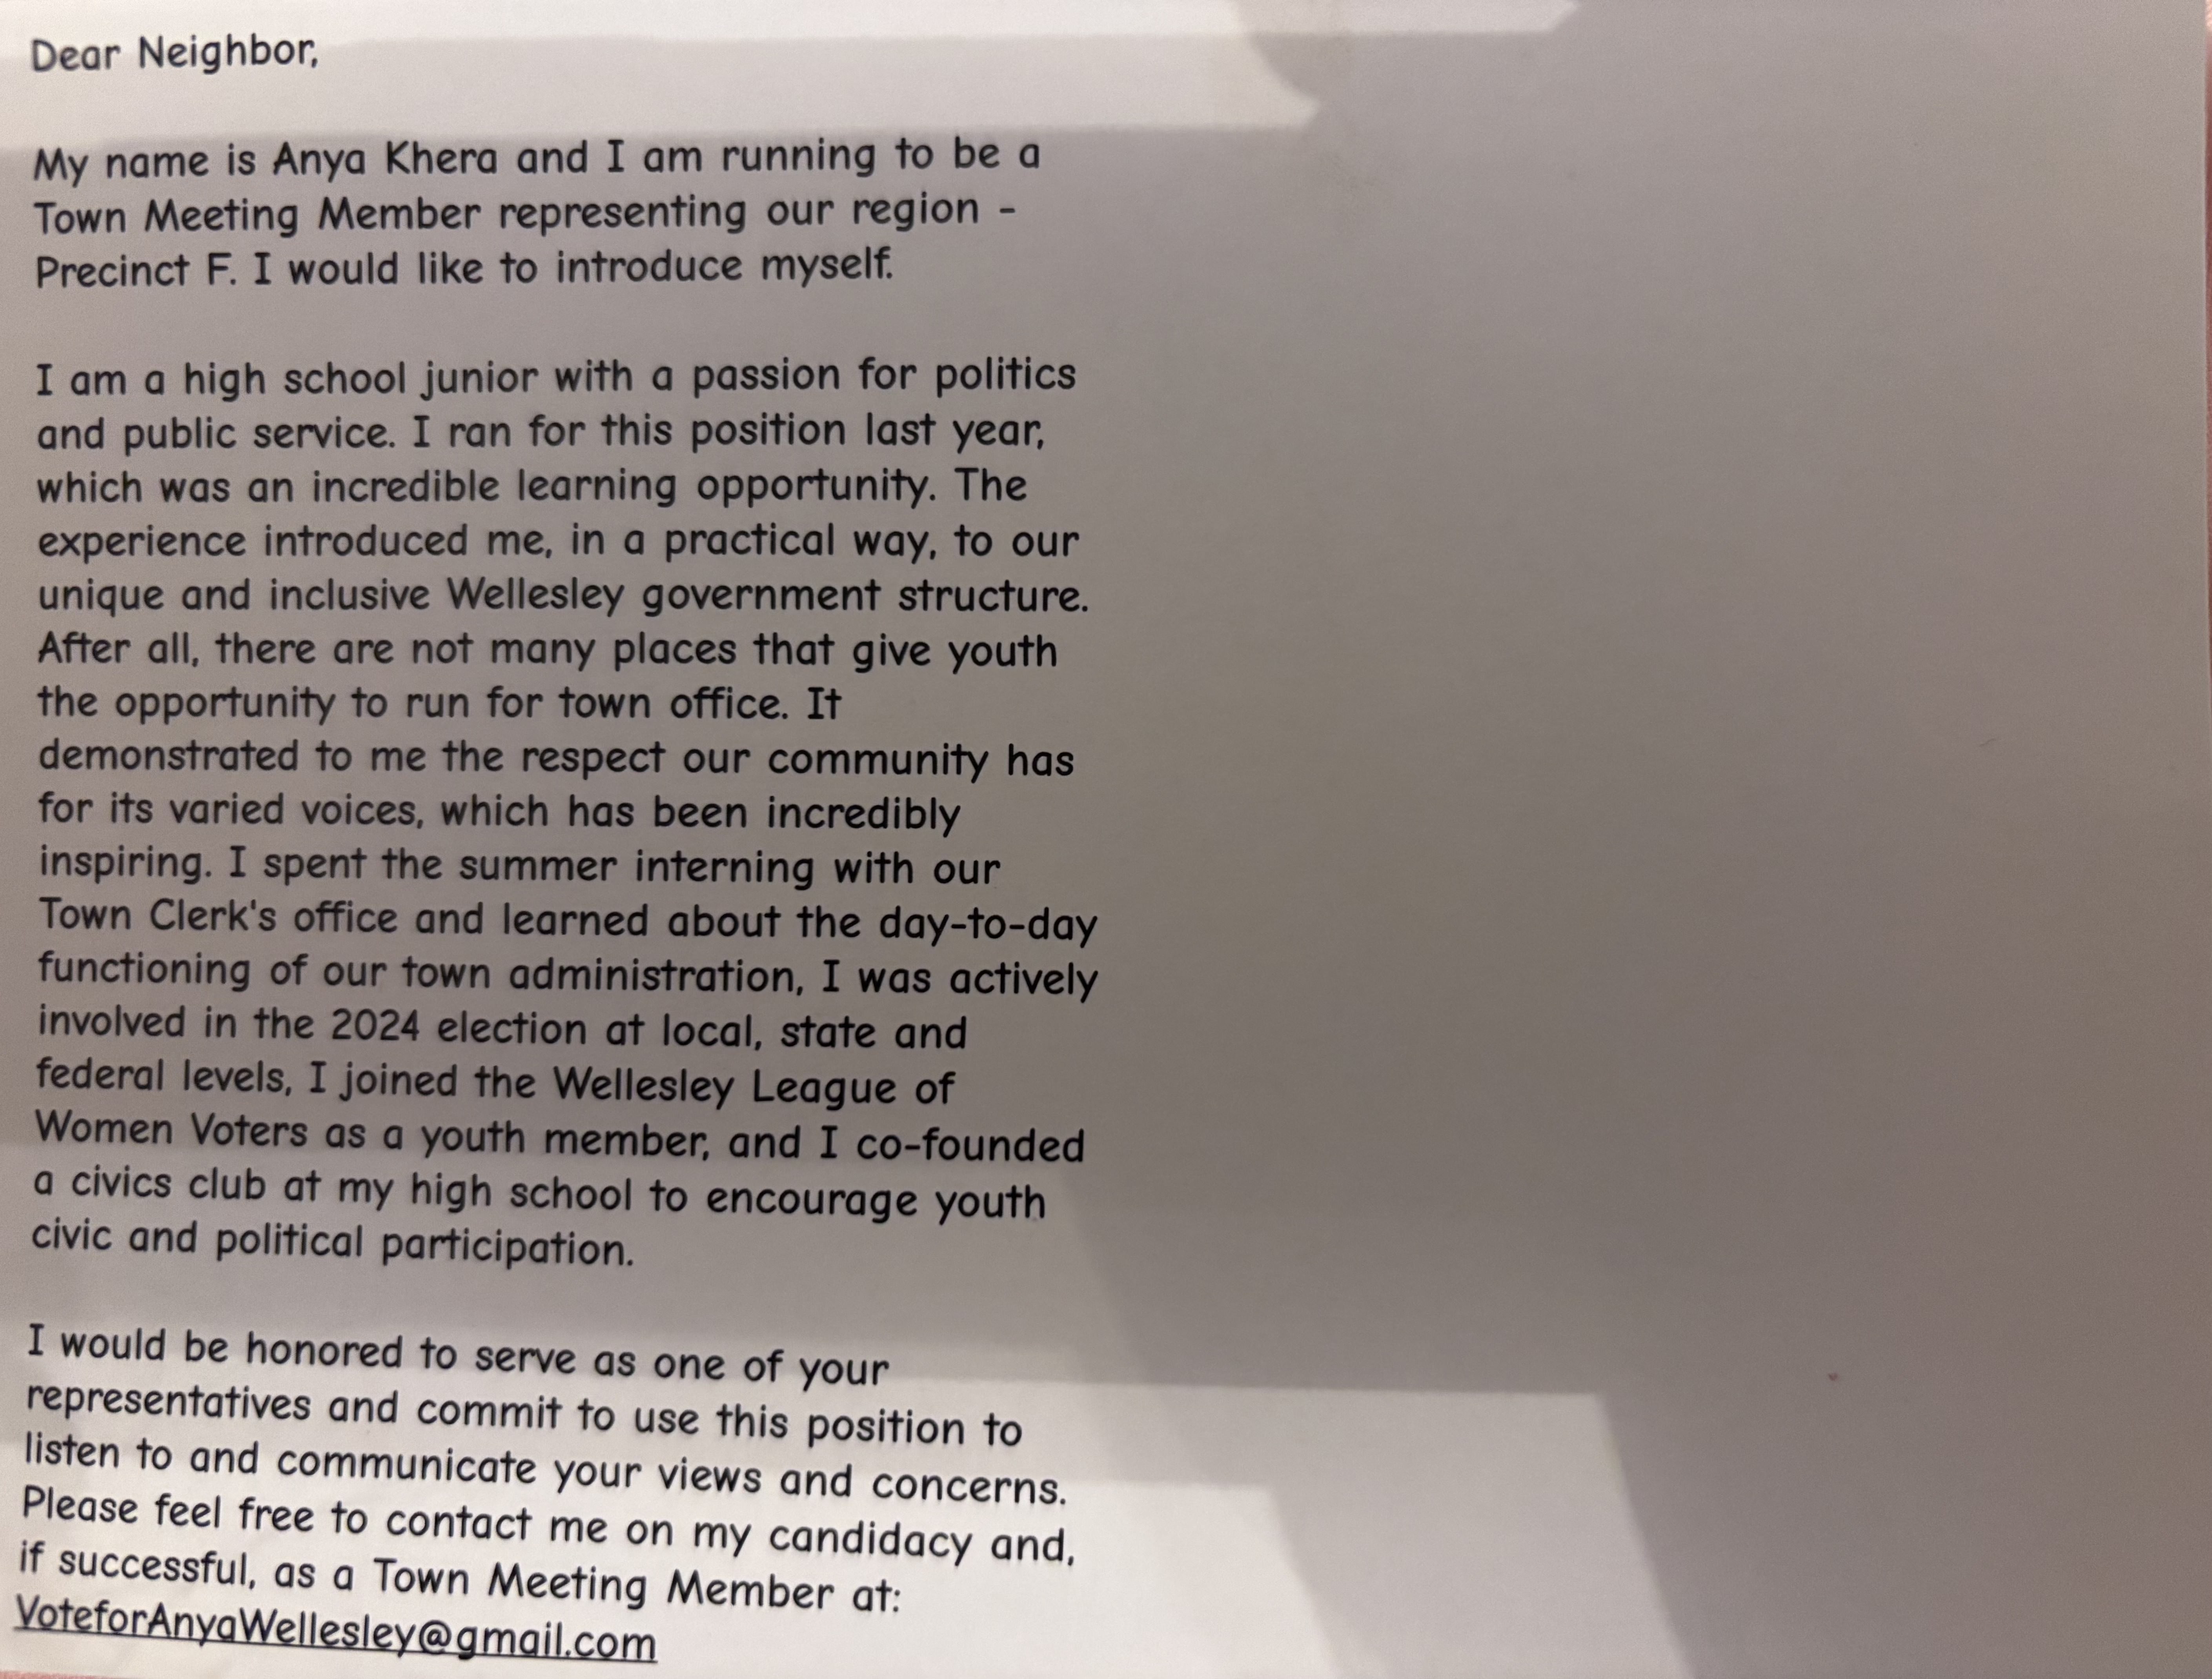 Dear Neighbor,
My name is Anya Khera and I am running to be a
Town Meeting Member representing our region -
Precinct F. I would like to introduce myself.
I am a high school junior with a passion for politics
and public service. I ran for this position last year,
which was an incredible learning opportunity. The
experience introduced me, in a practical way, to our
unique and inclusive Wellesley government structure.
After all, there are not many places that give youth
the opportunity to run for town office. It
demonstrated to me the respect our community has
for its varied voices, which has been incredibly
inspiring. I spent the summer interning with our
Town Clerk's office and learned about the day-to-day
functioning of our town administration, I was actively
involved in the 2024 election at local, state and
federal levels, I joined the Wellesley League of
Women Voters as a youth member, and I co-founded
a civics club at my high school to encourage youth
civic and political participation.
I would be honored to serve as one of your
representatives and commit to use this position to
listen to and communicate your views and concerns.
Please feel free to contact me on my candidacy and,
if successful, as a Town Meeting Member at:
VoteforAnyaWellesley@gmail.com